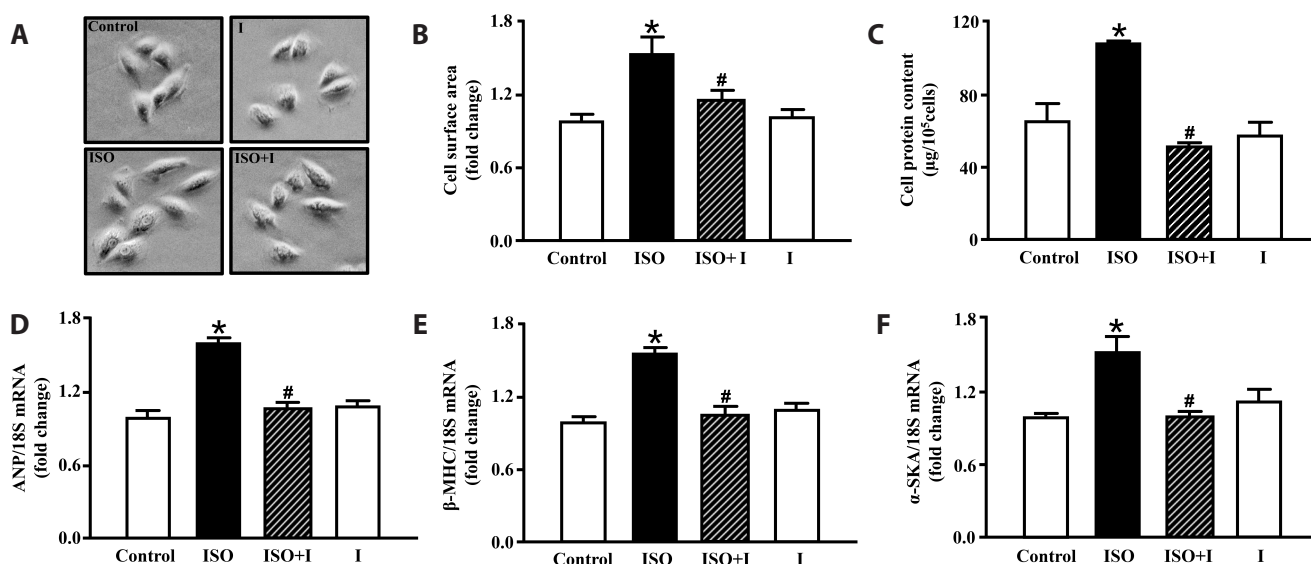 A
Control
I
ISO
ISO+I
B
Cell surface area
(fold change)
1.8
1.2
0.6
0.0
*
#
Control ISO ISO+ I I
C
Cell protein content
(µg/10⁵cells)
120
80
60
0
*
#
Control ISO ISO+I I
D
ANP/18S mRNA
(fold change)
1.8
1.2
0.6
0.0
*
#
Control ISO ISO+I I
E
β-MHC/18S mRNA
(fold change)
1.8
1.2
0.6
0.0
*
#
Control ISO ISO+I I
F
α-SKA/18S mRNA
(fold change)
1.8
1.2
0.6
0.0
*
#
Control ISO ISO+I I